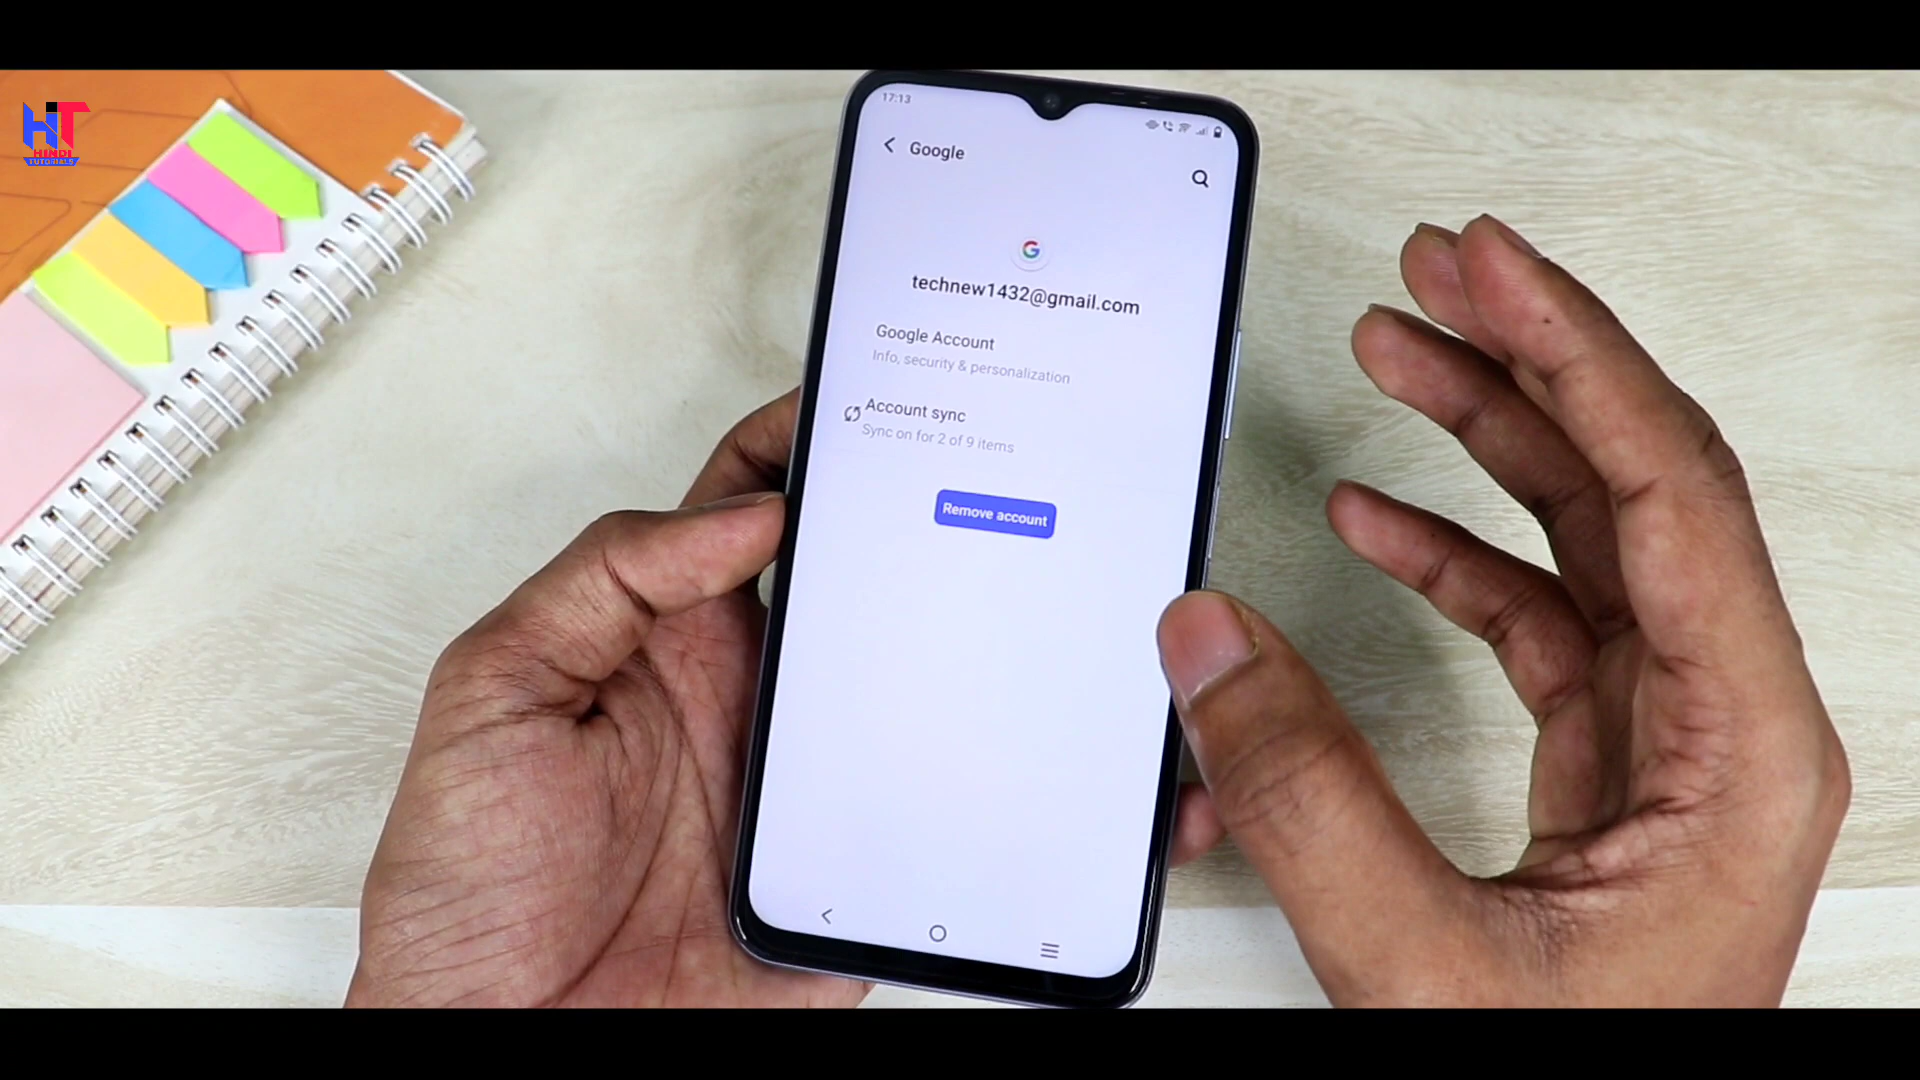 HT
HINDI
TUTORIALS
17:13
Google
G
technew1432@gmail.com
Google Account
Info, security & personalization
Account sync
Sync on for 2 of 9 items
Remove account